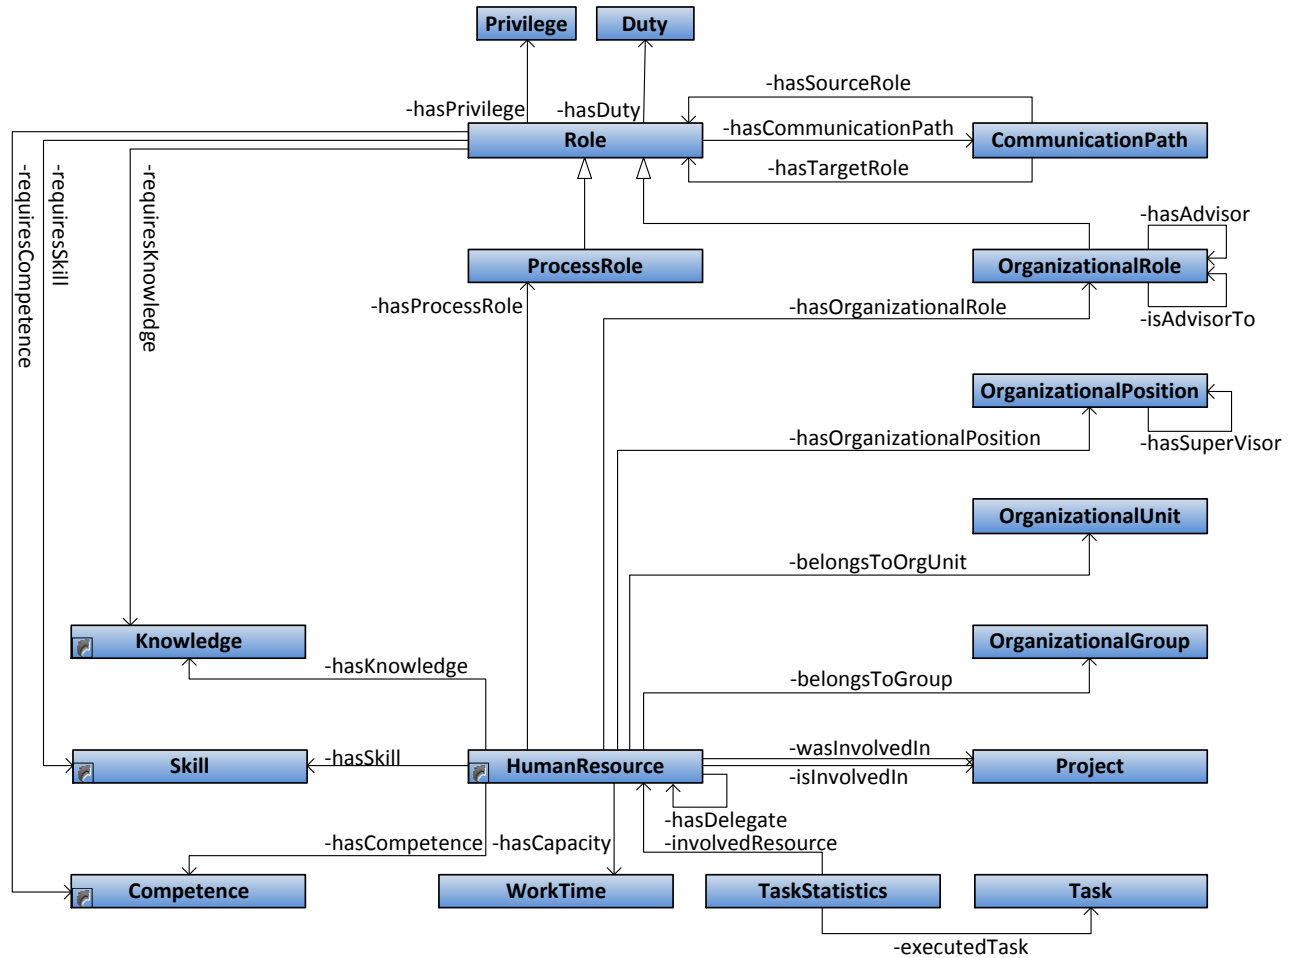 Privilege
Duty
-hasPrivilege
-hasDuty
-hasSourceRole
Role
-hasCommunicationPath
CommunicationPath
-hasTargetRole
-requiresCompetence
-requiresSkill
-requiresKnowledge
-hasAdvisor
ProcessRole
OrganizationalRole
-hasProcessRole
-hasOrganizationalRole
-isAdvisorTo
OrganizationalPosition
-hasOrganizationalPosition
-hasSuperVisor
OrganizationalUnit
-belongsToOrgUnit
Knowledge
OrganizationalGroup
-hasKnowledge
-belongsToGroup
-wasInvolvedIn
Skill
-hasSkill
HumanResource
Project
-isInvolvedIn
-hasDelegate
-hasCompetence
-hasCapacity
-involvedResource
Competence
WorkTime
TaskStatistics
Task
-executedTask